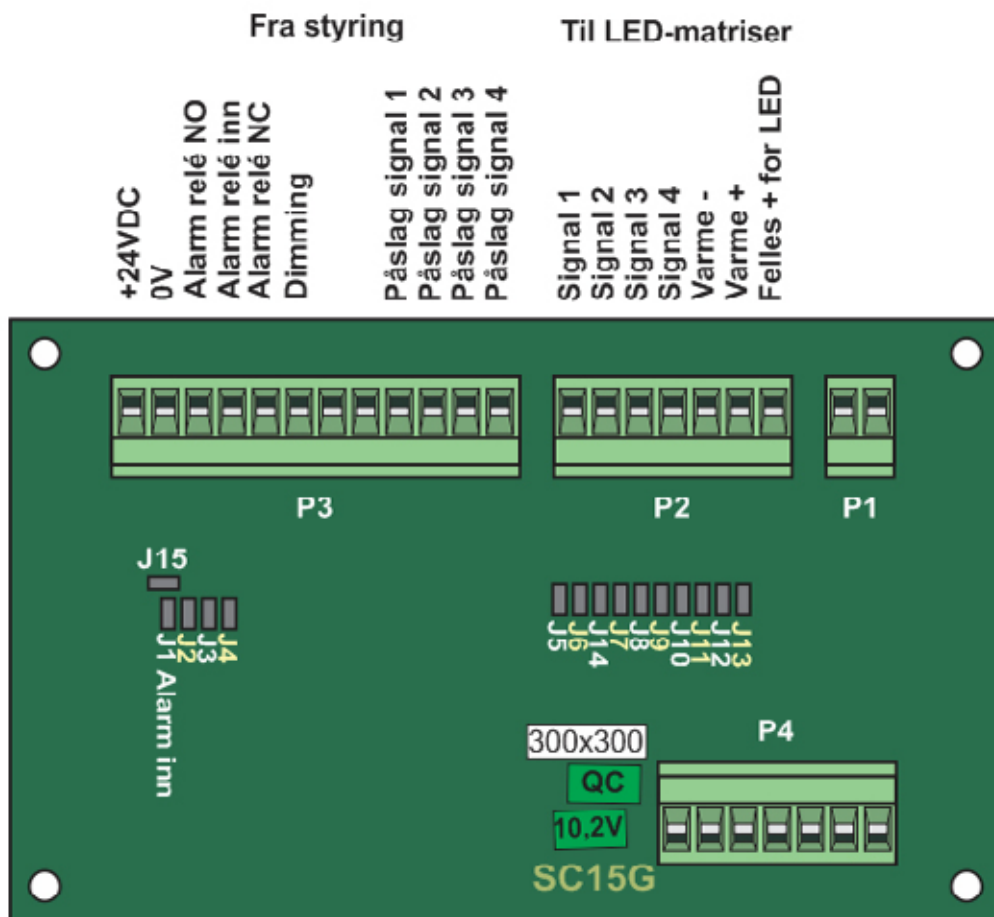 Fra styring
Til LED-matriser
+24VDC
0V
Alarm relé NO
Alarm relé inn
Alarm relé NC
Dimming
Påslag signal 1
Påslag signal 2
Påslag signal 3
Påslag signal 4
Signal 1
Signal 2
Signal 3
Signal 4
Varme -
Varme +
Felles + for LED
P3
P2
P1
J15
J1 Alarm inn
J2
J3
J4
J5
J6
J14
J7
J8
J9
J10
J11
J12
J13
300x300
QC
10,2V
SC15G
P4